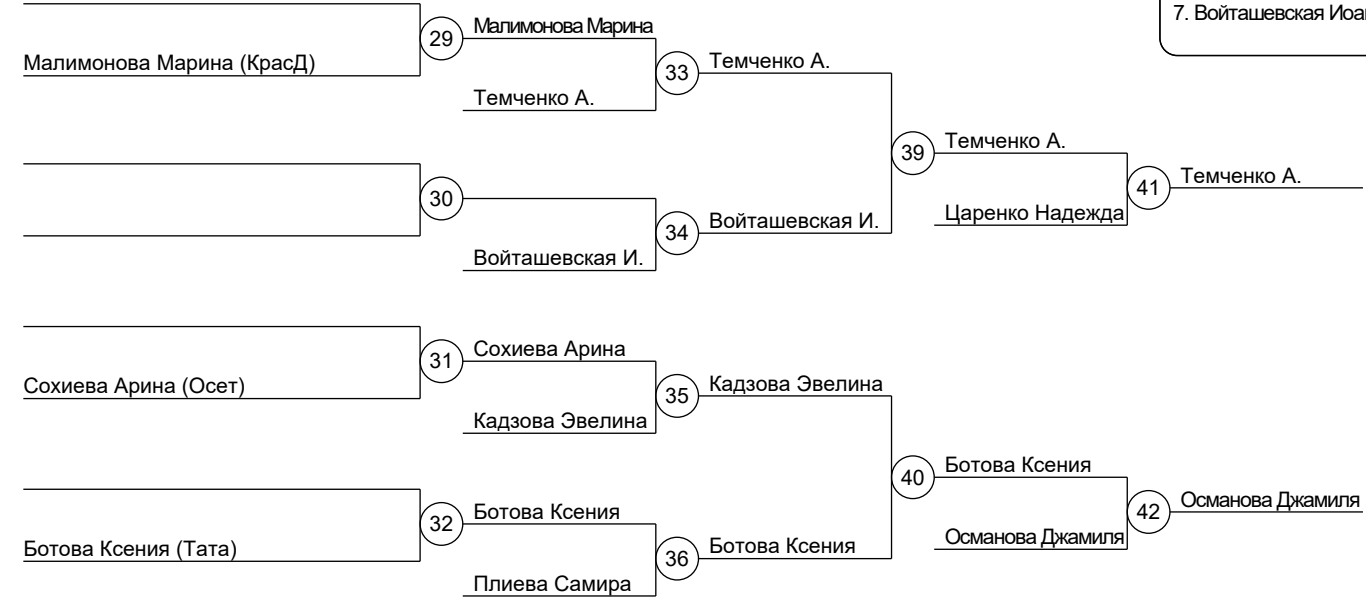 7. Войташевская
29
Малимонова Марина
Малимонова Марина (КрасД)
33
Темченко А.
Темченко А.
39
Темченко А.
41
Темченко А.
30
Царенко Надежда
34
Войташевская И.
Войташевская И.
31
Сохиева Арина
Сохиева Арина (Осет)
35
Кадзова Эвелина
Кадзова Эвелина
40
Ботова Ксения
42
Османова Джамиля
32
Ботова Ксения
Ботова Ксения (Тата)
36
Ботова Ксения
Османова Джамиля
Плиева Самира